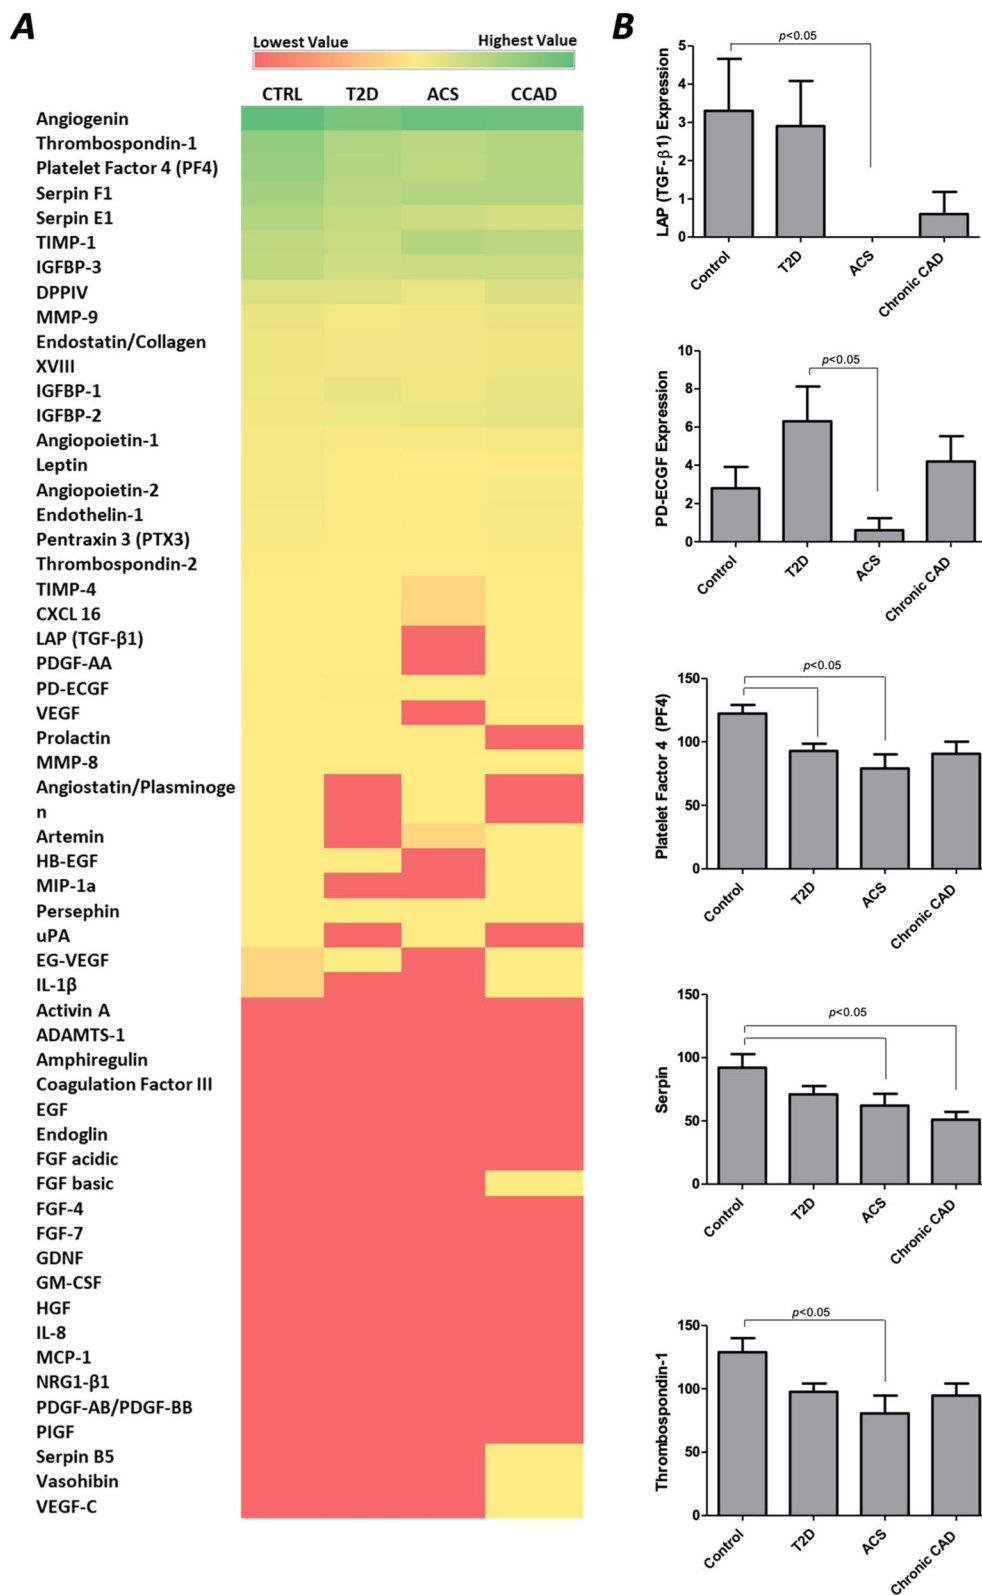 A
Lowest Value Highest Value
CTRL T2D ACS CCAD
Angiogenin
Thrombospondin-1
Platelet Factor 4 (PF4)
Serpin F1
Serpin E1
TIMP-1
IGFBP-3
DPPIV
MMP-9
Endostatin/Collagen
XVIII
IGFBP-1
IGFBP-2
Angiopoietin-1
Leptin
Angiopoietin-2
Endothelin-1
Pentraxin 3 (PTX3)
Thrombospondin-2
TIMP-4
CXCL 16
LAP (TGF-β1)
PDGF-AA
PD-ECGF
VEGF
Prolactin
MMP-8
Angiostatin/Plasminoge
n
Artemin
HB-EGF
MIP-1a
Persephin
uPA
EG-VEGF
IL-1β
Activin A
ADAMTS-1
Amphiregulin
Coagulation Factor III
EGF
Endoglin
FGF acidic
FGF basic
FGF-4
FGF-7
GDNF
GM-CSF
HGF
IL-8
MCP-1
NRG1-β1
PDGF-AB/PDGF-BB
PIGF
Serpin B5
Vasohibin
VEGF-C
B
LAP (TGF-β1) Expression
5
4
3
2
1
0
p<0.05
Control T2D ACS Chronic CAD
PD-ECGF Expression
10
8
6
4
2
0
p<0.05
Control T2D ACS Chronic CAD
Platelet Factor 4 (PF4)
150
100
50
0
p<0.05
Control T2D ACS Chronic CAD
Serpin
150
100
50
0
p<0.05
Control T2D ACS Chronic CAD
Thrombospondin-1
150
100
50
0
p<0.05
Control T2D ACS Chronic CAD